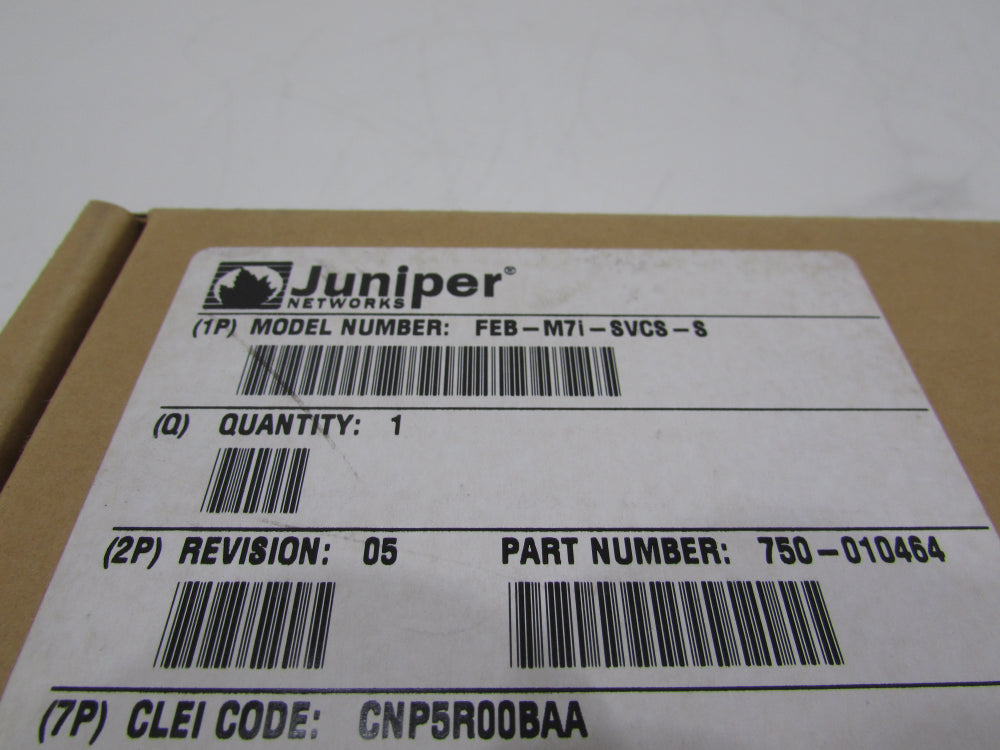 Juniper®
NETWORKS
(1P) MODEL NUMBER: FEB-M7i-SVCS-S
(Q) QUANTITY: 1
(2P) REVISION: 05 PART NUMBER: 750-010464
(7P) CLEI CODE: CNP5R00BAA